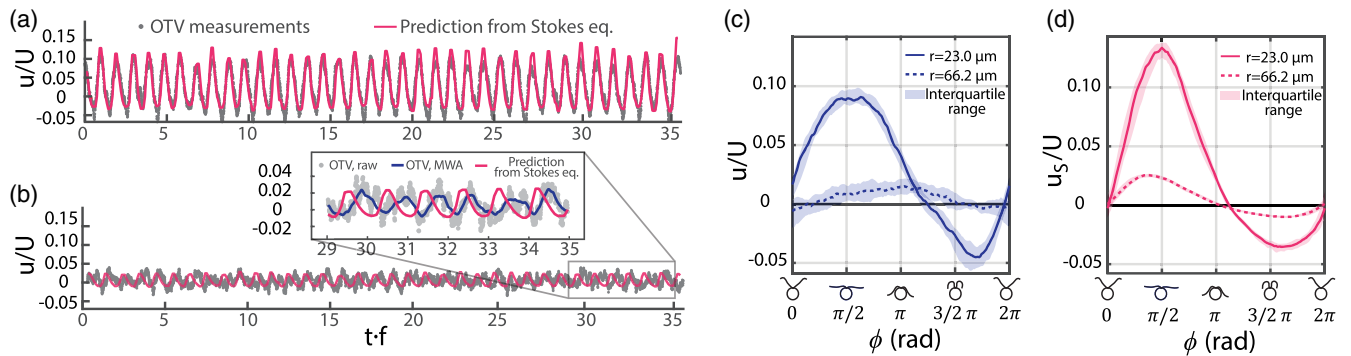 (a)
OTV measurements
Prediction from Stokes eq.
u/U
0.15
0.10
0.05
0
-0.05
0 5 10 15 20 25 30 35
OTV, raw
OTV, MWA
Prediction
from Stokes eq.
0.04
0.02
0
-0.02
29 30 31 32 33 34 35
(b)
u/U
0.15
0.10
0.05
0
-0.05
0 5 10 15 20 25 30 35
t·f
(c)
r=23.0 μm
r=66.2 μm
Interquartile
range
u/U
0.10
0.05
0
-0.05
0 π/2 π 3/2 π 2π
ϕ (rad)
(d)
r=23.0 μm
r=66.2 μm
Interquartile
range
uS/U
0.10
0.05
0
-0.05
0 π/2 π 3/2 π 2π
ϕ (rad)